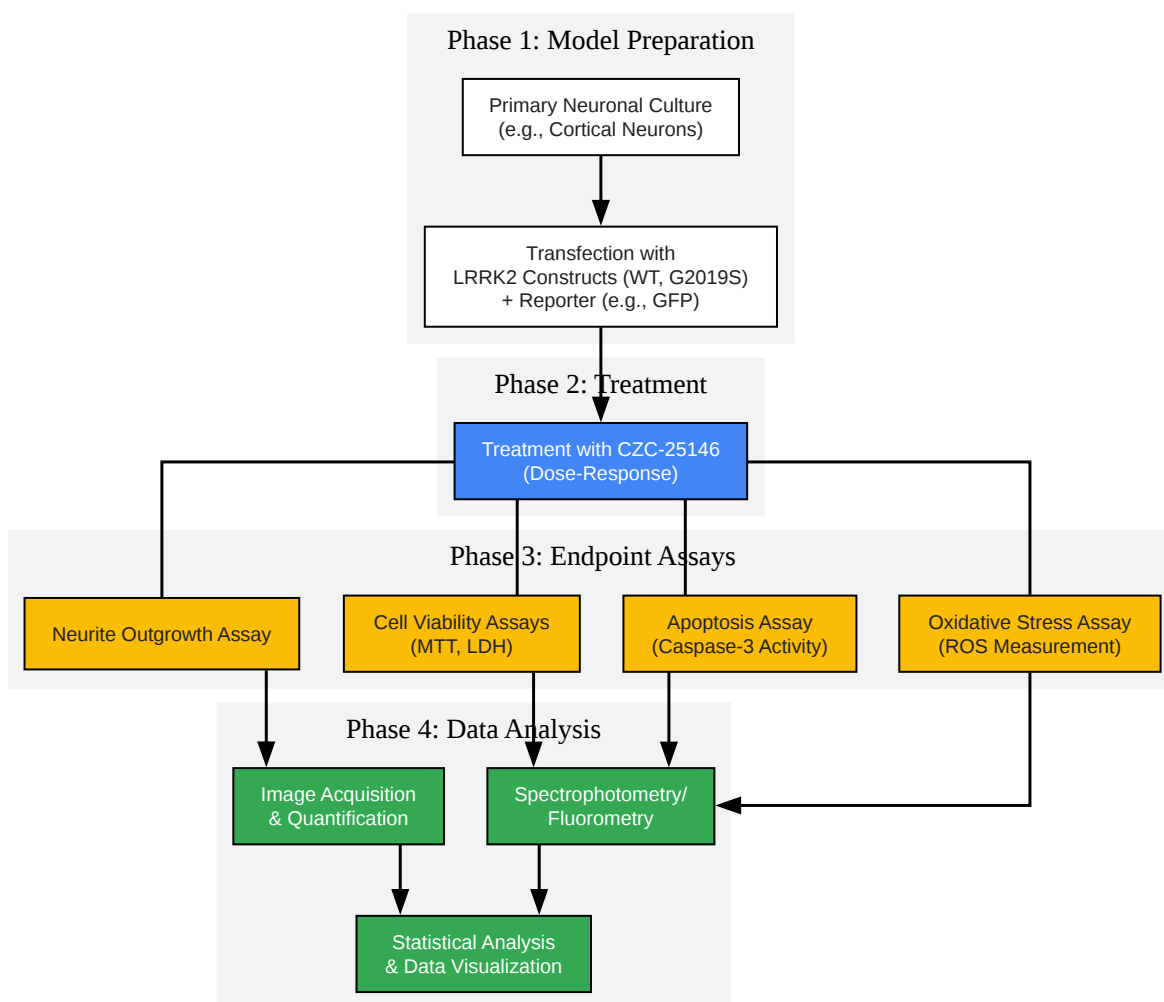 Phase 1: Model Preparation
Primary Neuronal Culture
(e.g., Cortical Neurons)
Transfection with
LRRK2 Constructs (WT, G2019S)
+ Reporter (e.g., GFP)
Phase 2: Treatment
Treatment with CZC-25146
(Dose-Response)
Phase 3: Endpoint Assays
Neurite Outgrowth Assay
Cell Viability Assays
(MTT, LDH)
Apoptosis Assay
(Caspase-3 Activity)
Oxidative Stress Assay
(ROS Measurement)
Phase 4: Data Analysis
Image Acquisition
& Quantification
Spectrophotometry/
Fluorometry
Statistical Analysis
& Data Visualization